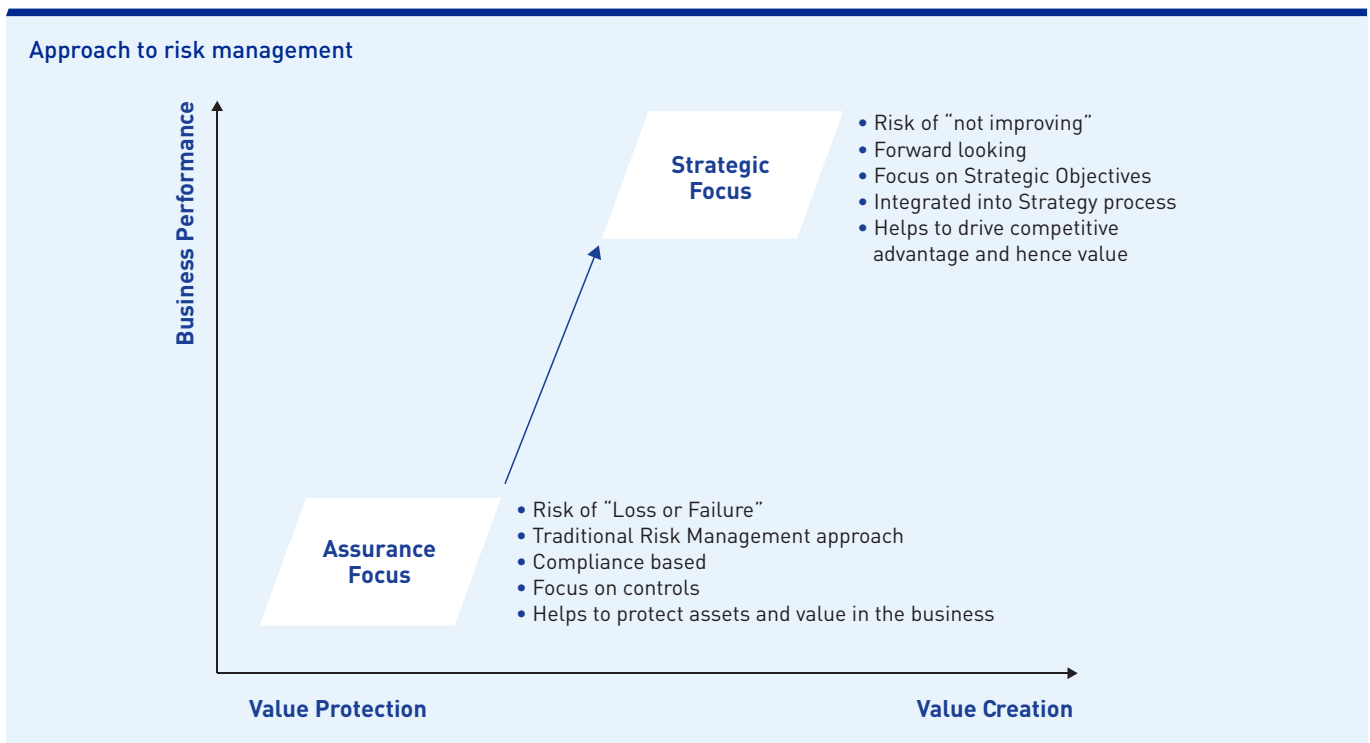 Approach to risk management
Business Performance
Strategic
Focus
• Risk of “not improving”
• Forward looking
• Focus on Strategic Objectives
• Integrated into Strategy process
• Helps to drive competitive
advantage and hence value
Assurance
Focus
• Risk of “Loss or Failure”
• Traditional Risk Management approach
• Compliance based
• Focus on controls
• Helps to protect assets and value in the business
Value Protection
Value Creation